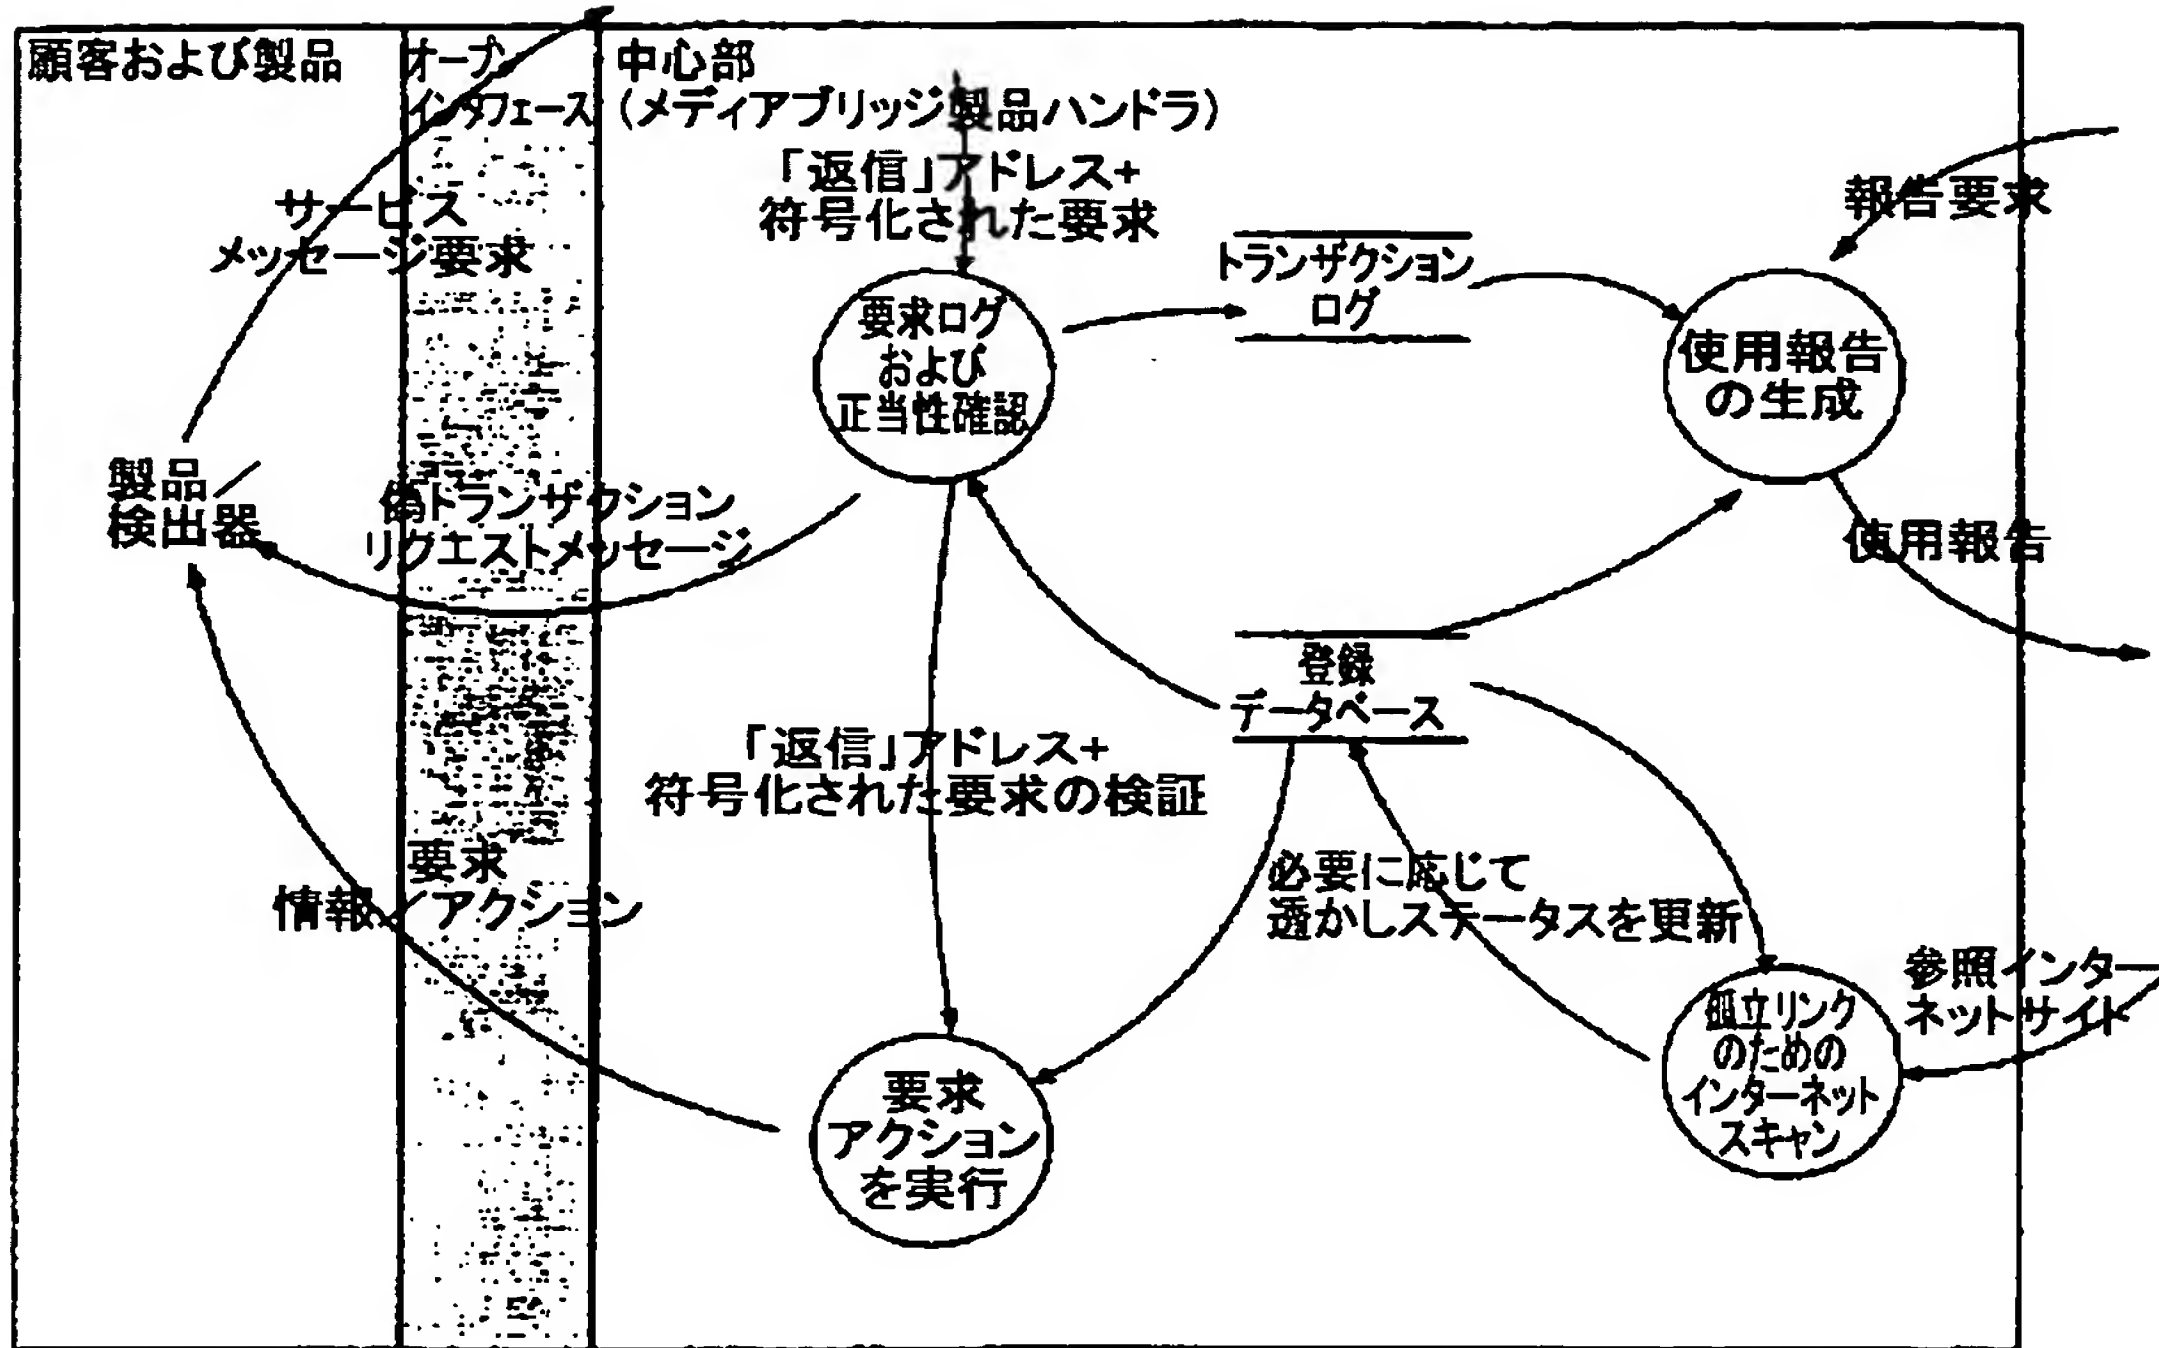 顧客および製品
オープン
インタフェース
中心部
(メディアブリッジ製品ハンドラ)
「返信」アドレス+
符号化された要求
サービス
メッセージ要求
報告要求
トランザクション
ログ
要求ログ
および
正当性確認
使用報告
の生成
製品
検出器
偽トランザクション
リクエストメッセージ
使用報告
登録
データベース
「返信」アドレス+
符号化された要求の検証
要求
情報/アクション
必要に応じて
透かしステータスを更新
参照インター
ネットサイト
孤立リンク
のための
インターネット
スキャン
要求
アクション
を実行